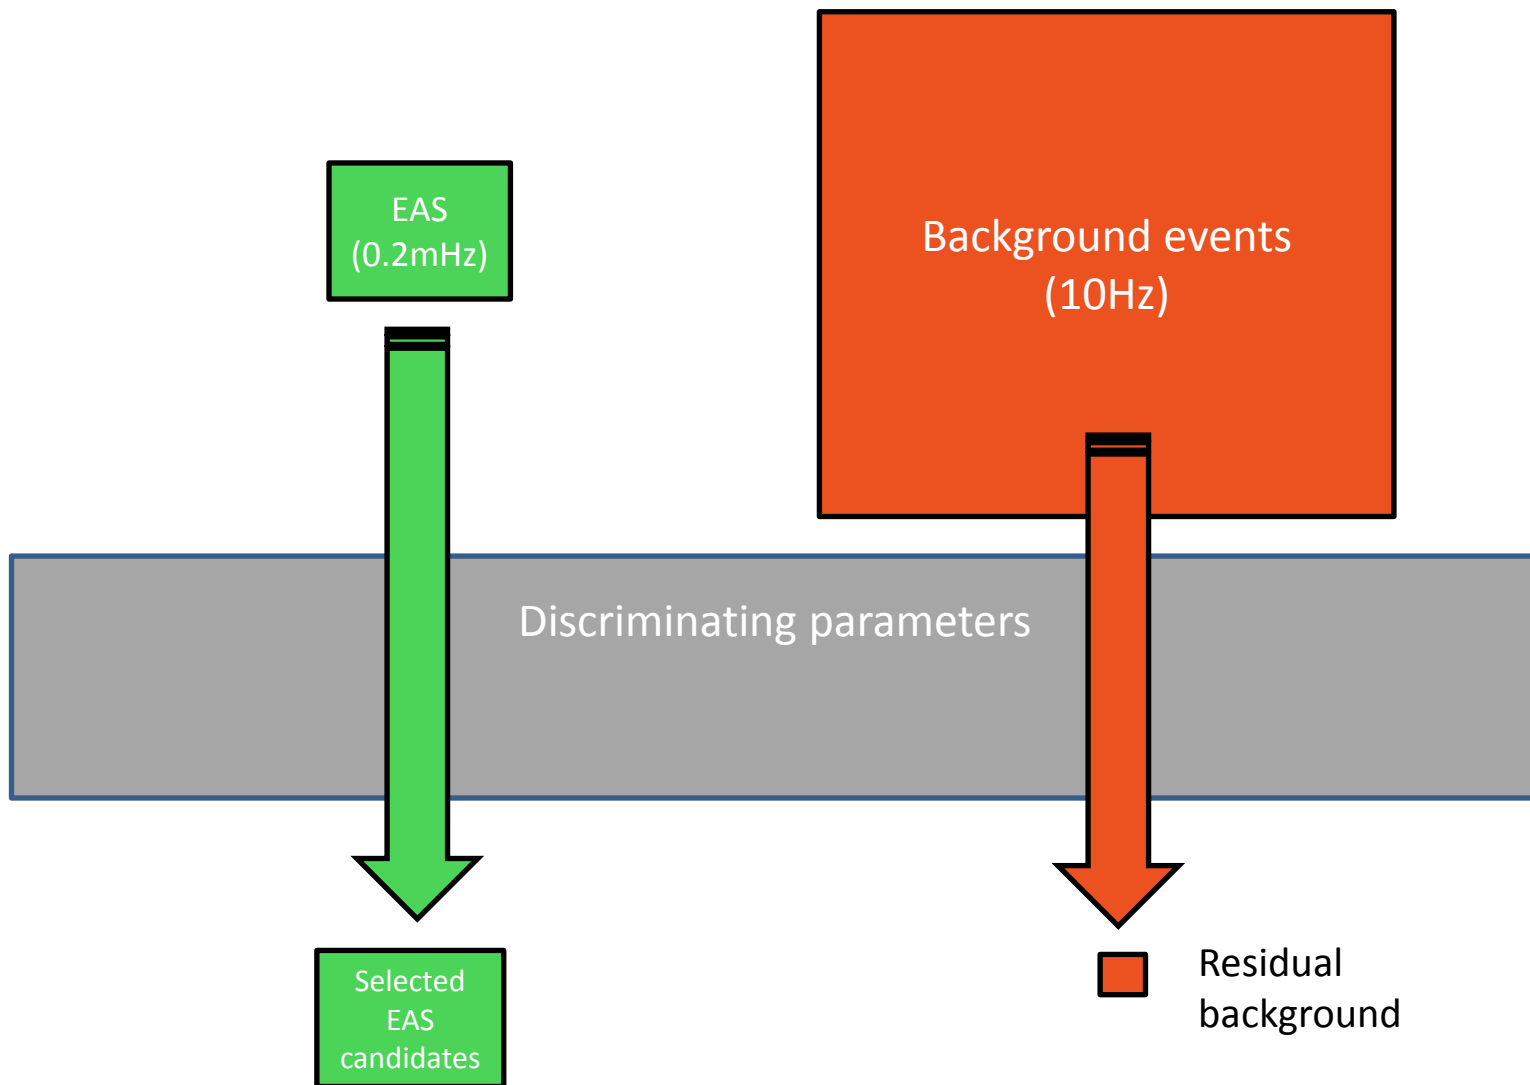 EAS
(0.2mHz)
Background events
(10Hz)
Discriminating parameters
Selected
EAS
candidates
Residual
background